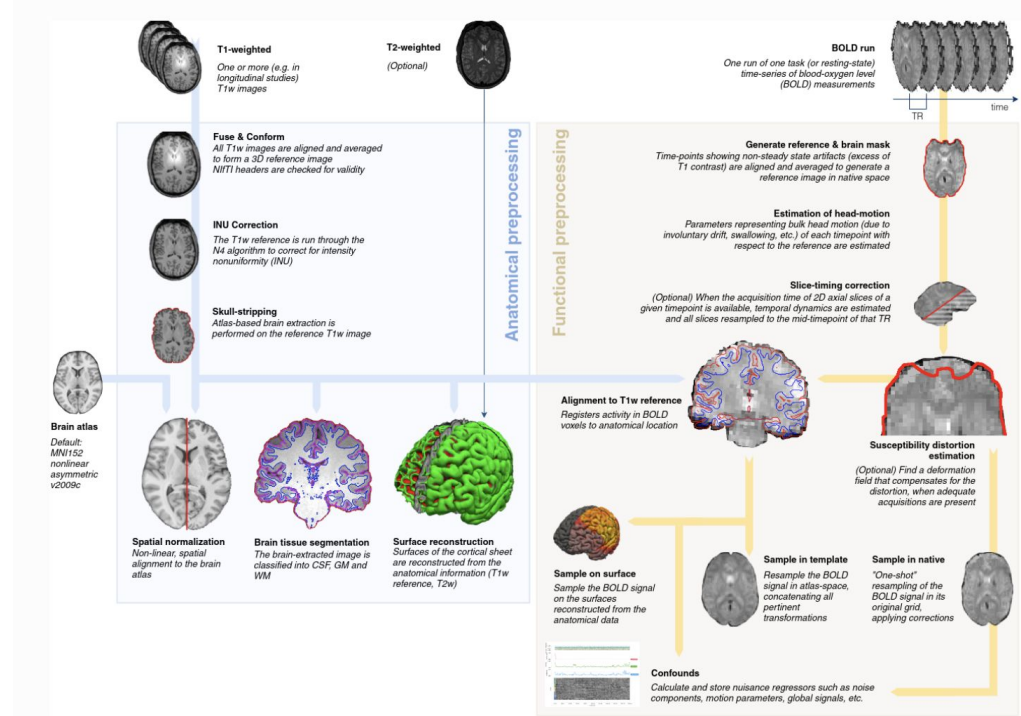 T1-weighted
One or more (e.g. in
longitudinal studies)
T1w images
T2-weighted
(Optional)
BOLD run
One run of one task (or resting-state)
time-series of blood-oxygen level
(BOLD) measurements
time
TR
Anatomical preprocessing
Fuse & Conform
All T1w images are aligned and averaged
to form a 3D reference image
NIfTI headers are checked for validity
INU Correction
The T1w reference is run through the
N4 algorithm to correct for intensity
nonuniformity (INU)
Skull-stripping
Atlas-based brain extraction is
performed on the reference T1w image
Brain atlas
Default:
MNI152
nonlinear
asymmetric
v2009c
Spatial normalization
Non-linear, spatial
alignment to the brain
atlas
Brain tissue segmentation
The brain-extracted image is
classified into CSF, GM and
WM
Surface reconstruction
Surfaces of the cortical sheet
are reconstructed from the
anatomical information (T1w
reference, T2w)
Functional preprocessing
Generate reference & brain mask
Time-points showing non-steady state artifacts (excess of
T1 contrast) are aligned and averaged to generate a
reference image in native space
Estimation of head-motion
Parameters representing bulk head motion (due to
involuntary drift, swallowing, etc.) of each timepoint with
respect to the reference are estimated
Slice-timing correction
(Optional) When the acquisition time of 2D axial slices of a
given timepoint is available, temporal dynamics are estimated
and all slices resampled to the mid-timepoint of that TR
Alignment to T1w reference
Registers activity in BOLD
voxels to anatomical location
Susceptibility distortion
estimation
(Optional) Find a deformation
field that compensates for the
distortion, when adequate
acquisitions are present
Sample on surface
Sample the BOLD signal
on the surfaces
reconstructed from the
anatomical data
Sample in template
Resample the BOLD
signal in atlas-space,
concatenating all
pertinent
transformations
Sample in native
"One-shot"
resampling of the
BOLD signal in its
original grid,
applying corrections
Confounds
Calculate and store nuisance regressors such as noise
components, motion parameters, global signals, etc.